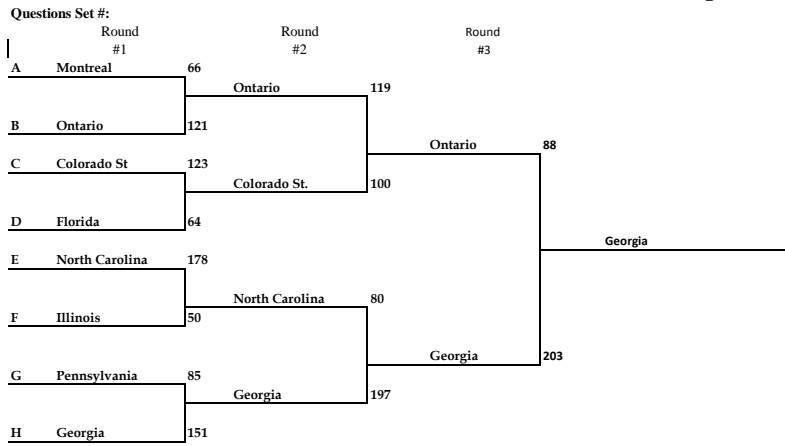 Questions Set #:
Round Round Round
#1 #2 #3
A Montreal 66
Ontario 119
B Ontario 121
Ontario 88
C Colorado St 123
Colorado St. 100
D Florida 64
Georgia
E North Carolina 178
North Carolina 80
F Illinois 50
Georgia 203
G Pennsylvania 85
Georgia 197
H Georgia 151